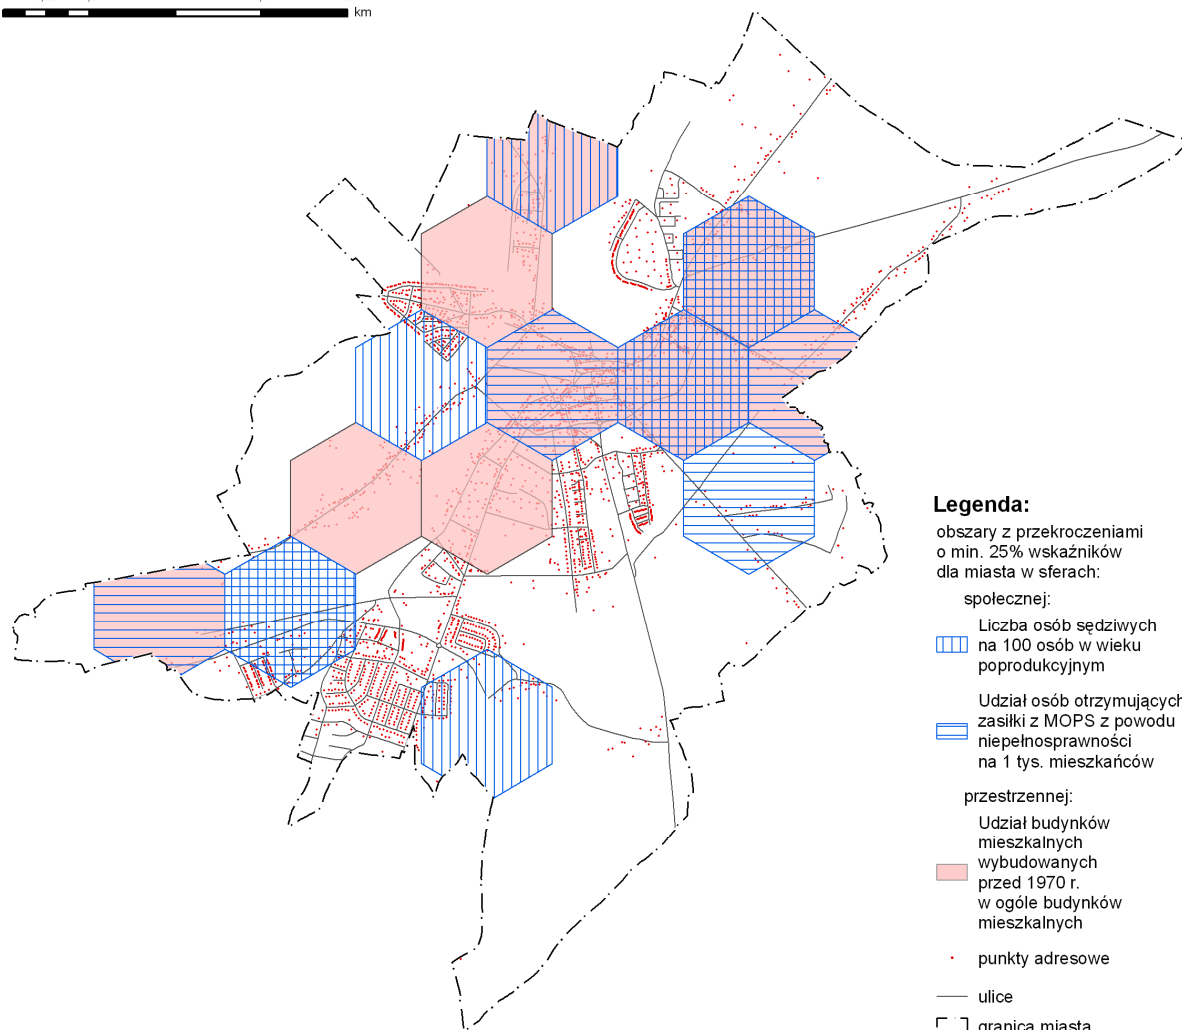 km
Legenda:
obszary z przekroczeniami
o min. 25% wskaźników
dla miasta w sferach:
społecznej:
Liczba osób sędziwych
na 100 osób w wieku
poprodukcyjnym
Udział osób otrzymujących
zasiłki z MOPS z powodu
niepełnosprawności
na 1 tys. mieszkańców
przestrzennej:
Udział budynków
mieszkalnych
wybudowanych
przed 1970 r.
w ogóle budynków
mieszkalnych
punkty adresowe
ulice
granica miasta